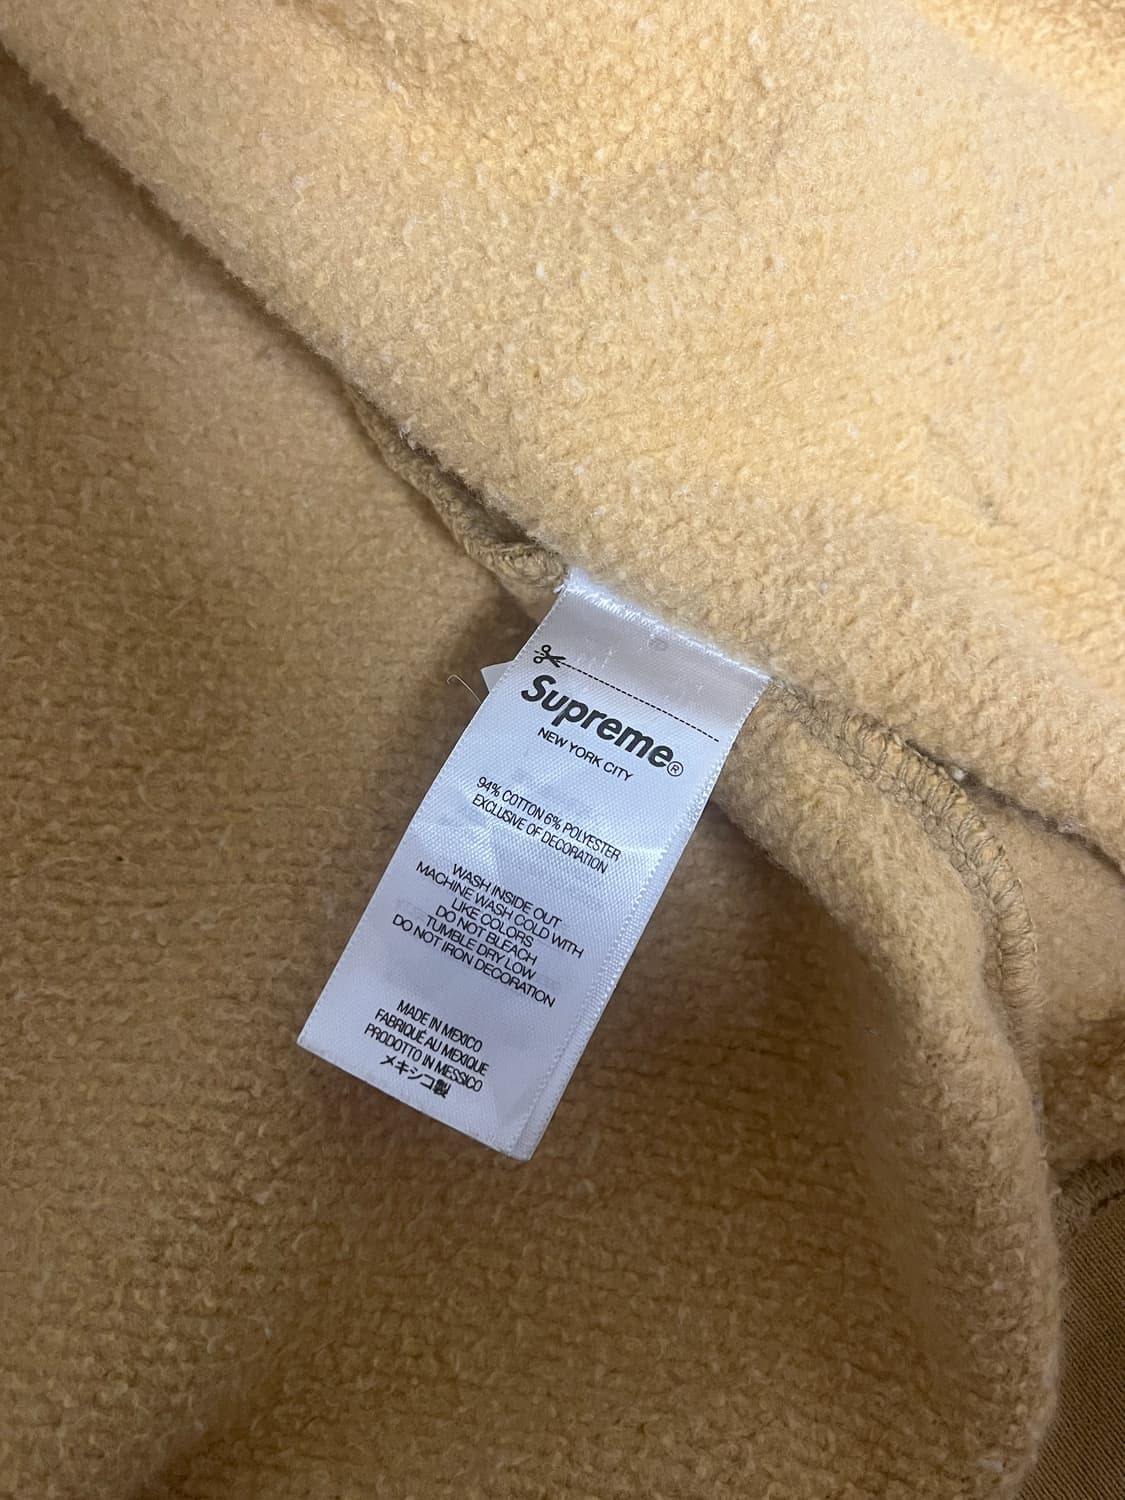 Supreme®
NEW YORK CITY
94% COTTON 6% POLYESTER
EXCLUSIVE OF DECORATION
WASH INSIDE OUT
MACHINE WASH COLD WITH
LIKE COLORS
DO NOT BLEACH
TUMBLE DRY LOW
DO NOT IRON DECORATION
MADE IN MEXICO
FABRIQUÉ AU MEXIQUE
PRODOTTO IN MESSICO
メキシコ製